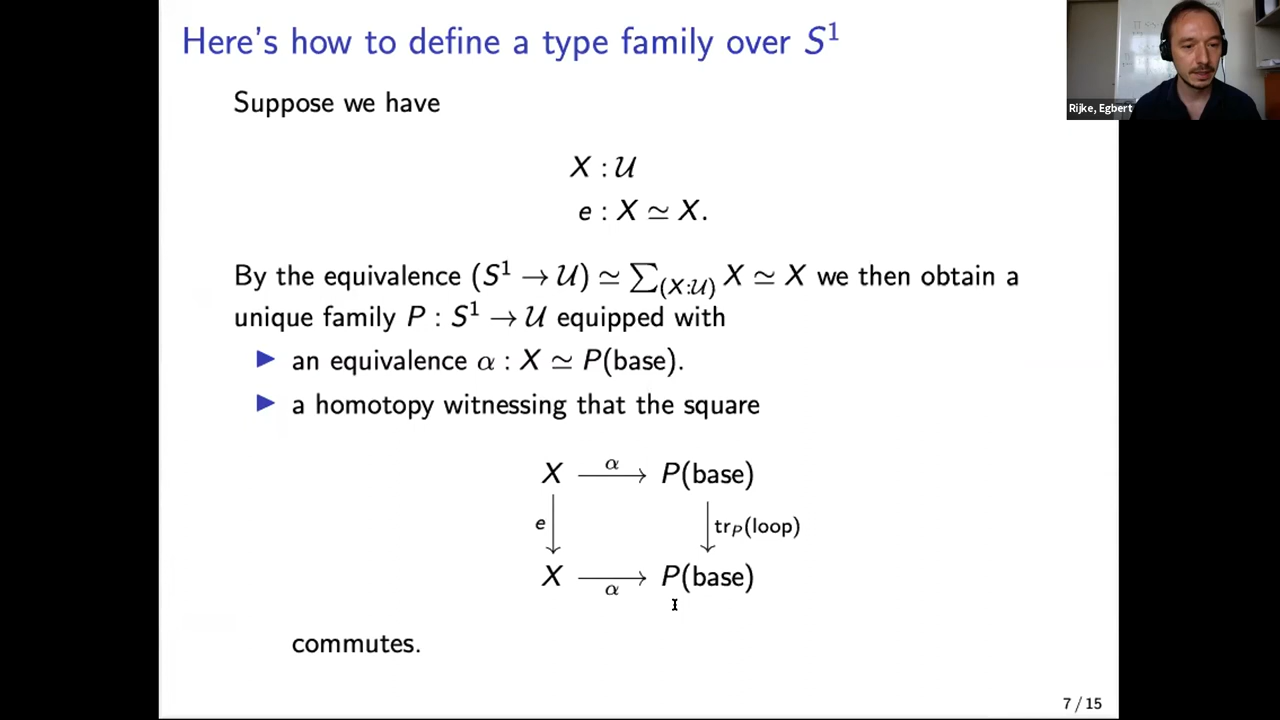 Here's how to define a type family over S¹
Rijke, Egbert
Suppose we have
X : 𝒰
e : X ≃ X.
By the equivalence (S¹ → 𝒰) ≃ ∑(X:𝒰) X ≃ X we then obtain a
unique family P : S¹ → 𝒰 equipped with
▶ an equivalence α : X ≃ P(base).
▶ a homotopy witnessing that the square
X α P(base)
e trP(loop)
X α P(base)
commutes.
7 / 15